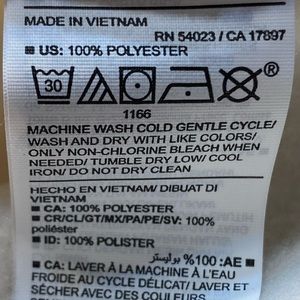 MADE IN VIETNAM
RN 54023 / CA 17897
■ US: 100% POLYESTER
30
®
1166
MACHINE WASH COLD GENTLE CYCLE/
WASH AND DRY WITH LIKE COLORS/
ONLY NON-CHLORINE BLEACH WHEN
NEEDED/ TUMBLE DRY LOW/ COOL
IRON/ DO NOT DRY CLEAN
HECHO EN VIETNAM/ DIBUAT DI
VIETNAM
■ CA: 100% POLYESTER
■ CR/CL/GT/MX/PA/PE/SV: 100%
poliéster
■ ID: 100% POLISTER
■ AE: 100% بوليستر
■ CA: LAVER À LA MACHINE À L'EAU
FROIDE AU CYCLE DÉLICAT/ LAVER ET
SÉCHER AVEC DES COULEURS